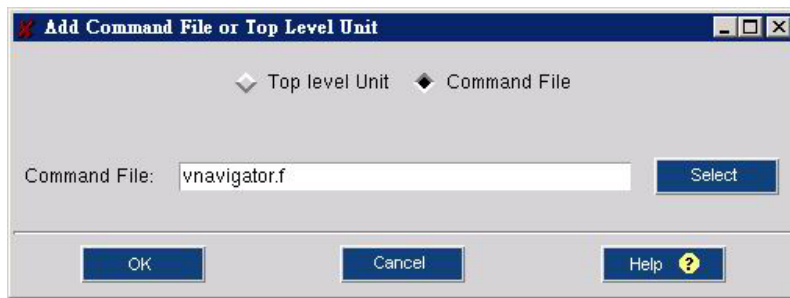 Add Command File or Top Level Unit
Top level Unit Command File
Command File: vnavigator.f Select
OK Cancel Help ?